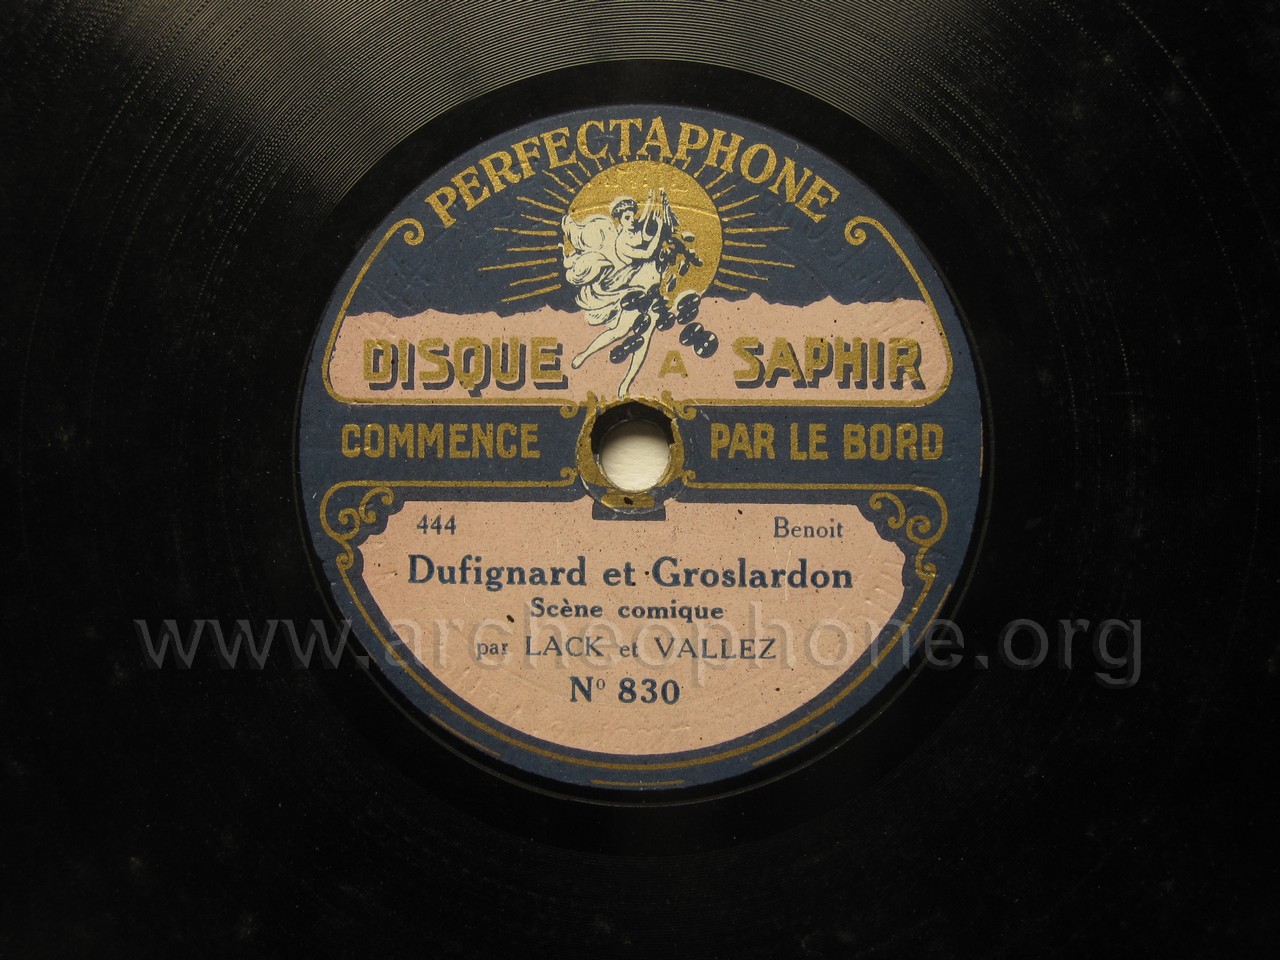 PERFECTAPHONE
DISQUE A SAPHIR
COMMENCE PAR LE BORD
444 Benoit
Dufignard et Groslardon
Scène comique
par LACK et VALLEZ
www.archeophone.org
Nº 830